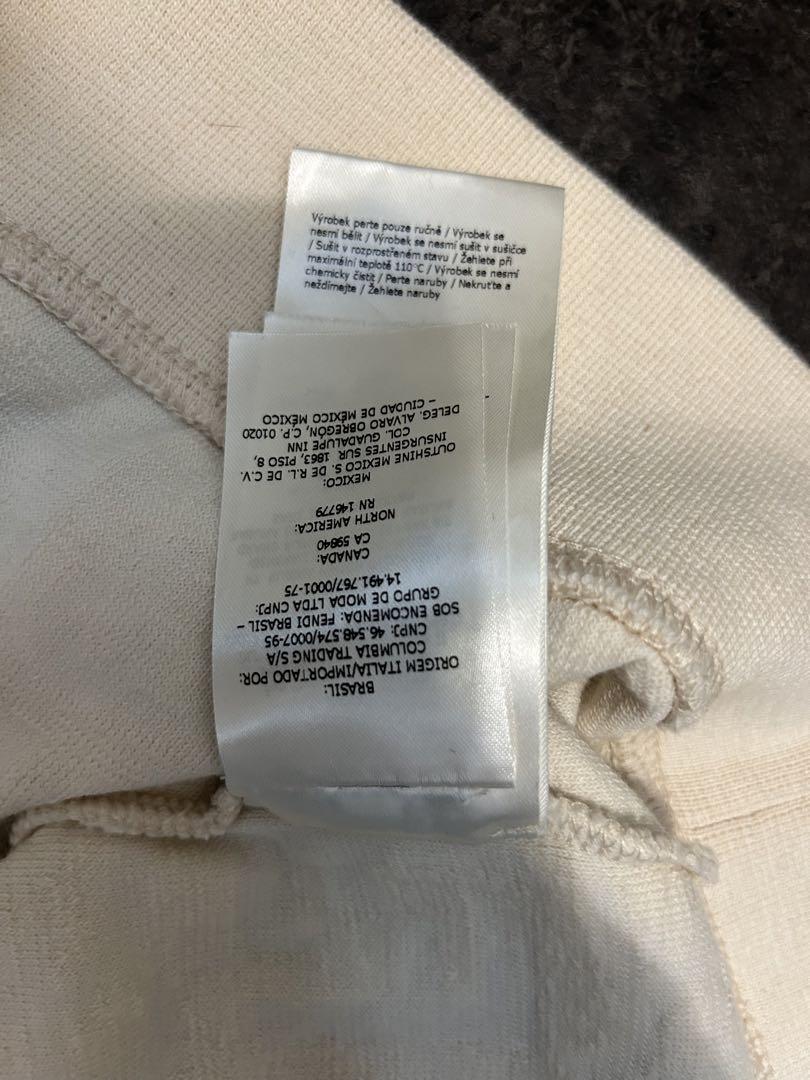 Výrobek perte pouze ručně / Výrobek se
nesmí bělit / Výrobek se nesmí sušit v sušičce
/ Sušit v rozprostřeném stavu / Žehlete při
maximální teplotě 110°C / Výrobek se nesmí
chemicky čistit / Perte naruby / Nekruťte a
neždímejte / Žehlete naruby
BRASIL:
ORIGEM ITALIA/IMPORTADO POR:
COLUMBIA TRADING S/A
CNPJ: 46.548.574/0007-95
SOB ENCOMENDA: FENDI BRASIL –
GRUPO DE MODA LTDA CNPJ:
14.491.767/0001-75
CANADA:
CA 59840
NORTH AMERICA:
RN 146779
MEXICO:
OUTSHINE MEXICO S. DE R.L. DE C.V.
INSURGENTES SUR 1863, PISO 8,
COL. GUADALUPE INN
DELEG. ALVARO OBREGÓN, C.P. 01020
– CIUDAD DE MÉXICO MÉXICO